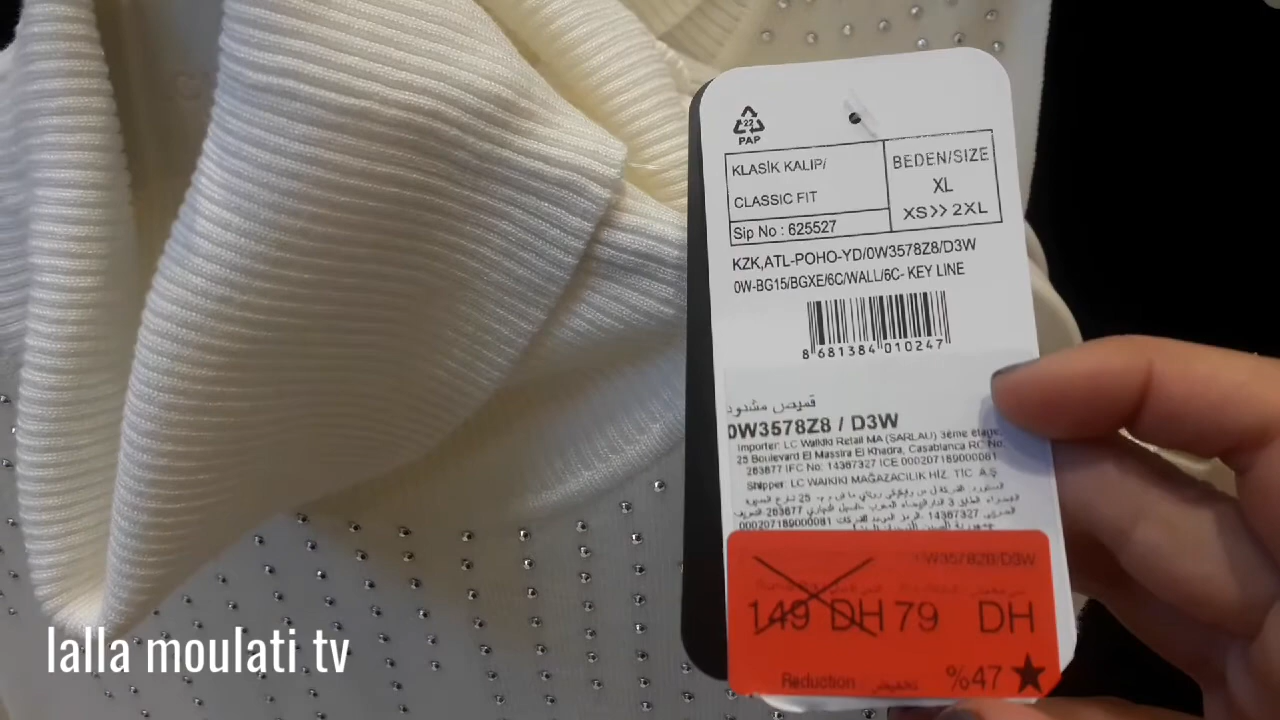 22
PAP
KLASİK KALIP/
CLASSIC FIT
BEDEN/SIZE
XL
XS>> 2XL
Sip No : 625527
KZK,ATL-POHO-YD/0W3578Z8/D3W
0W-BG15/BGXE/6C/WALL/6C- KEY LINE
8 681384 010247
قميص مشدود
0W3578Z8 / D3W
Importer: LC Waikiki Retail MA (SARLAU) 3ème étage,
25 Boulevard El Massira El Khadra, Casablanca RC No:
263677 IFC No: 14367327 ICE 000207189000081
Shipper: LC WAIKIKI MAĞAZACILIK HİZ. TİC. A.Ş.
0W3578Z8/D3W
149 DH 79 DH
Reduction تخفيض %47
lalla moulati tv